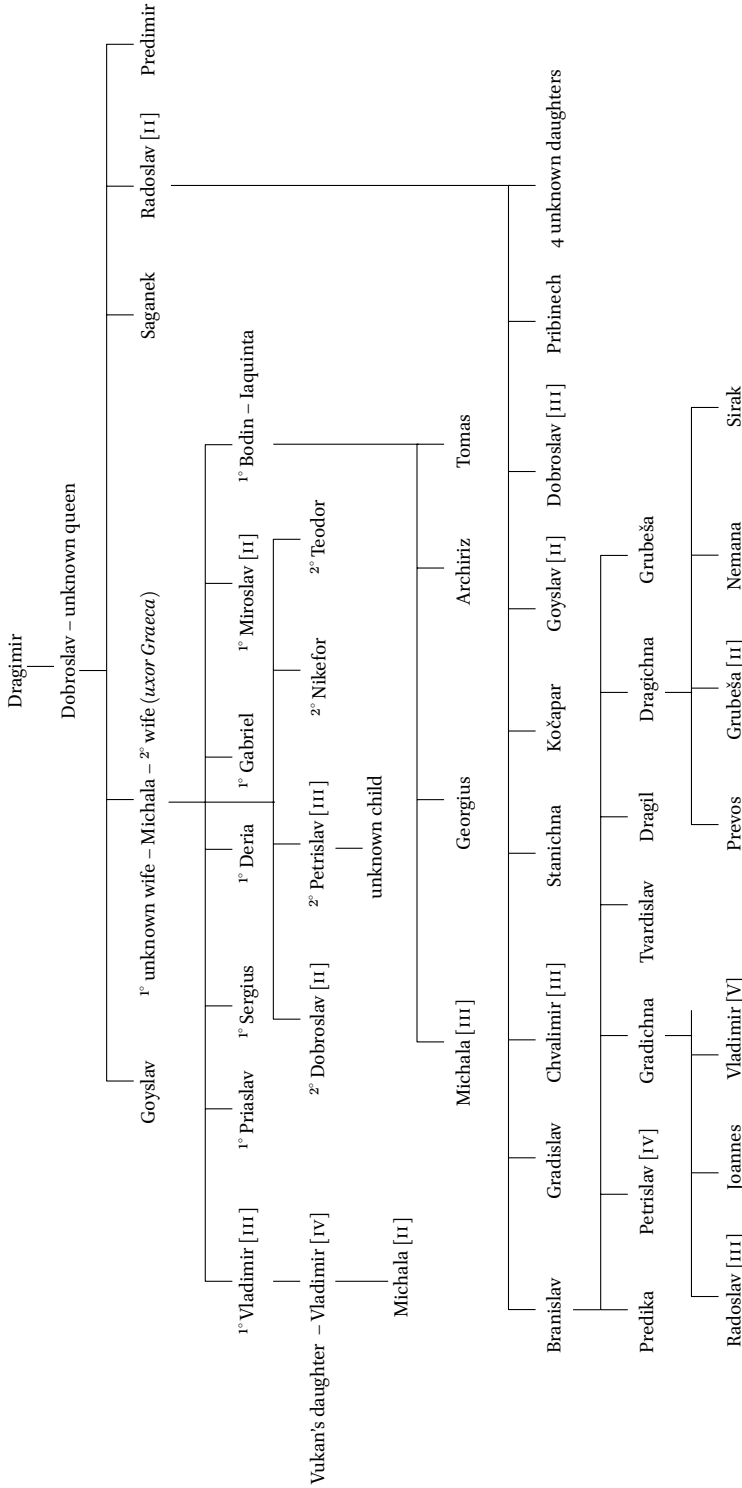 Dragimir
Dobroslav – unknown queen
Goyslav
1° unknown wife – Michala – 2° wife (uxor Graeca)
Saganek
Radoslav [II]
Predimir
1° Vladimir [III]
1° Priaslav
1° Sergius
1° Deria
1° Gabriel
1° Miroslav [II]
1° Bodin – Iaquinta
Vukan's daughter – Vladimir [IV]
2° Dobroslav [II]
2° Petrislav [III]
2° Nikefor
2° Teodor
Michala [II]
unknown child
Michala [III]
Georgius
Archiriz
Tomas
Branislav
Gradislav
Chvalimir [III]
Stanichna
Kočapar
Goyslav [II]
Dobroslav [III]
Pribinech
4 unknown daughters
Predika
Petrislav [IV]
Gradichna
Tvardislav
Dragil
Dragichna
Grubeša
Radoslav [III]
Joannes
Vladimir [V]
Prevos
Grubeša [II]
Nemana
Sirak